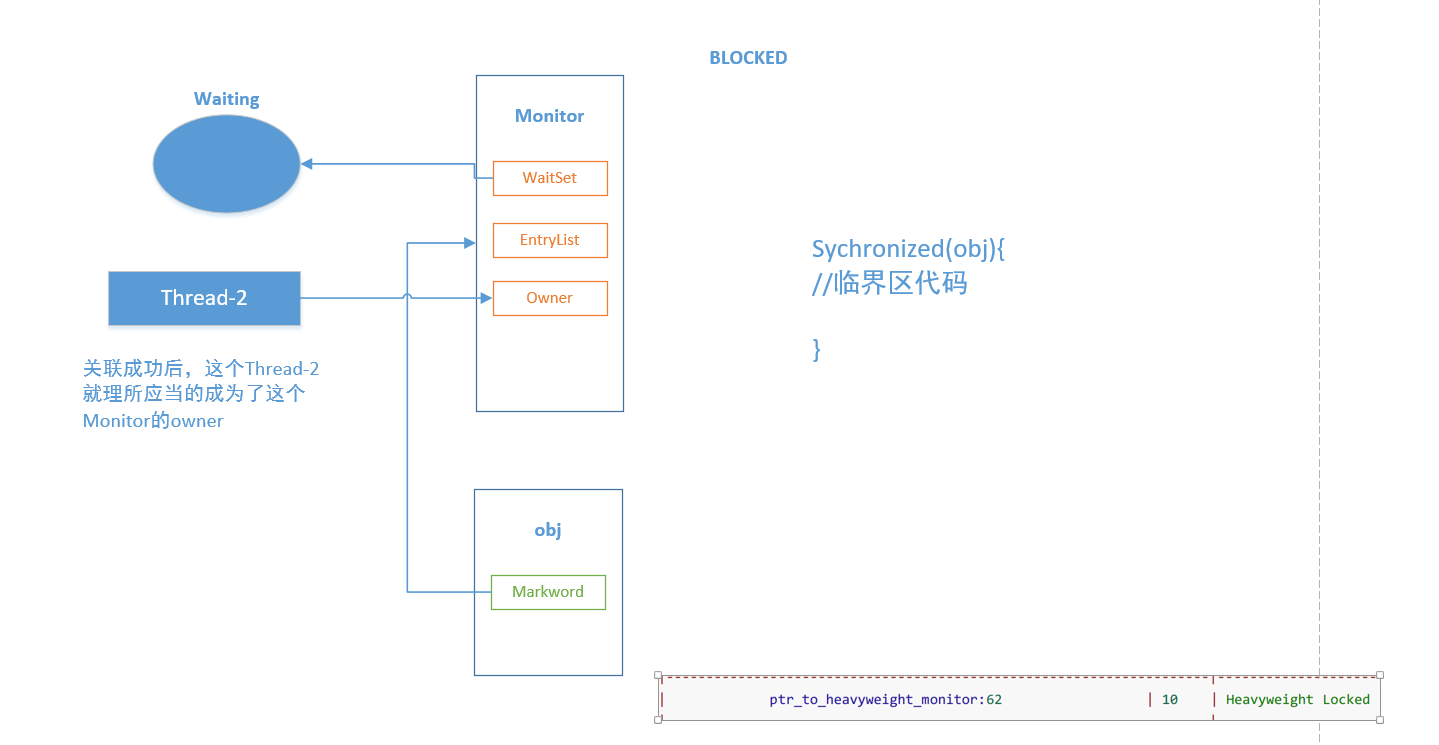 BLOCKED
Waiting
Monitor
WaitSet
EntryList
Owner
Thread-2
关联成功后，这个Thread-2
就理所应当的成为了这个
Monitor的owner
Sychronized(obj){
//临界区代码
}
obj
Markword
| ptr_to_heavyweight_monitor:62 | 10 | Heavyweight Locked